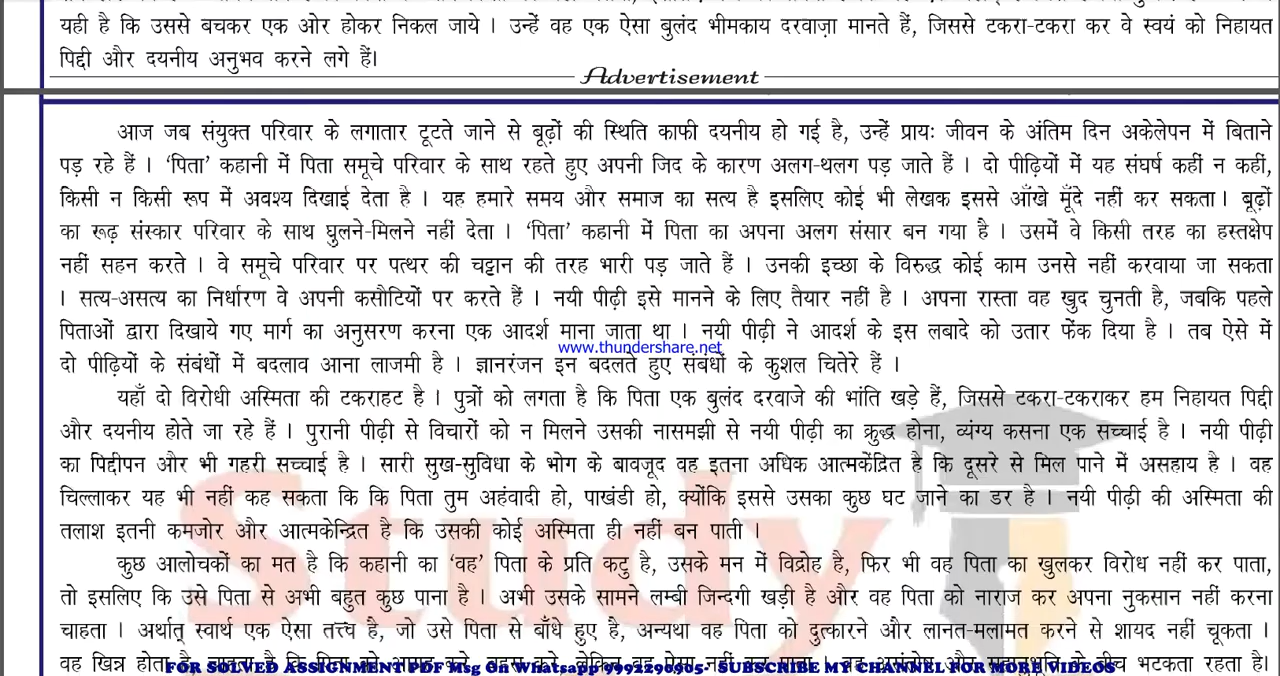 यही है कि उससे बचकर एक ओर होकर निकल जाये । उन्हें वह एक ऐसा बुलंद भीमकाय दरवाज़ा मानते हैं, जिससे टकरा-टकरा कर वे स्वयं को निहायत
पिद्दी और दयनीय अनुभव करने लगे हैं।
Advertisement
आज जब संयुक्त परिवार के लगातार टूटते जाने से बूढ़ों की स्थिति काफी दयनीय हो गई है, उन्हें प्रायः जीवन के अंतिम दिन अकेलेपन में बिताने
पड़ रहे हैं । ‘पिता’ कहानी में पिता समूचे परिवार के साथ रहते हुए अपनी जिद के कारण अलग-थलग पड़ जाते हैं । दो पीढ़ियों में यह संघर्ष कहीं न कहीं,
किसी न किसी रूप में अवश्य दिखाई देता है । यह हमारे समय और समाज का सत्य है इसलिए कोई भी लेखक इससे आँखे मूँदे नहीं कर सकता। बूढ़ों
का रूढ़ संस्कार परिवार के साथ घुलने-मिलने नहीं देता । ‘पिता’ कहानी में पिता का अपना अलग संसार बन गया है । उसमें वे किसी तरह का हस्तक्षेप
नहीं सहन करते । वे समूचे परिवार पर पत्थर की चट्टान की तरह भारी पड़ जाते हैं । उनकी इच्छा के विरुद्ध कोई काम उनसे नहीं करवाया जा सकता
। सत्य-असत्य का निर्धारण वे अपनी कसौटियों पर करते हैं । नयी पीढ़ी इसे मानने के लिए तैयार नहीं है । अपना रास्ता वह खुद चुनती है, जबकि पहले
पिताओं द्वारा दिखाये गए मार्ग का अनुसरण करना एक आदर्श माना जाता था । नयी पीढ़ी ने आदर्श के इस लबादे को उतार फेंक दिया है । तब ऐसे में
www.thundershare.net
दो पीढ़ियों के संबंधों में बदलाव आना लाजमी है । ज्ञानरंजन इन बदलते हुए संबंधों के कुशल चितेरे हैं ।
यहाँ दो विरोधी अस्मिता की टकराहट है । पुत्रों को लगता है कि पिता एक बुलंद दरवाजे की भांति खड़े हैं, जिससे टकरा-टकराकर हम निहायत पिद्दी
और दयनीय होते जा रहे हैं । पुरानी पीढ़ी से विचारों को न मिलने उसकी नासमझी से नयी पीढ़ी का क्रुद्ध होना, व्यंग्य कसना एक सच्चाई है । नयी पीढ़ी
का पिद्दीपन और भी गहरी सच्चाई है । सारी सुख-सुविधा के भोग के बावजूद वह इतना अधिक आत्मकेंद्रित है कि दूसरे से मिल पाने में असहाय है । वह
चिल्लाकर यह भी नहीं कह सकता कि कि पिता तुम अहंवादी हो, पाखंडी हो, क्योंकि इससे उसका कुछ घट जाने का डर है । नयी पीढ़ी की अस्मिता की
तलाश इतनी कमजोर और आत्मकेन्द्रित है कि उसकी कोई अस्मिता ही नहीं बन पाती ।
कुछ आलोचकों का मत है कि कहानी का ‘वह’ पिता के प्रति कटु है, उसके मन में विद्रोह है, फिर भी वह पिता का खुलकर विरोध नहीं कर पाता,
तो इसलिए कि उसे पिता से अभी बहुत कुछ पाना है । अभी उसके सामने लम्बी जिन्दगी खड़ी है और वह पिता को नाराज कर अपना नुकसान नहीं करना
चाहता । अर्थात् स्वार्थ एक ऐसा तत्त्व है, जो उसे पिता से बाँधे हुए है, अन्यथा वह पिता को दुत्कारने और लानत-मलामत करने से शायद नहीं चूकता ।
वह खिन्न होता भटकता रहता है।
FOR SOLVED ASSIGNMENT PDF Msg On Whatsapp 9992290905- SUBSCRIBE MY CHANNEL FOR MORE VIDEOS
Study